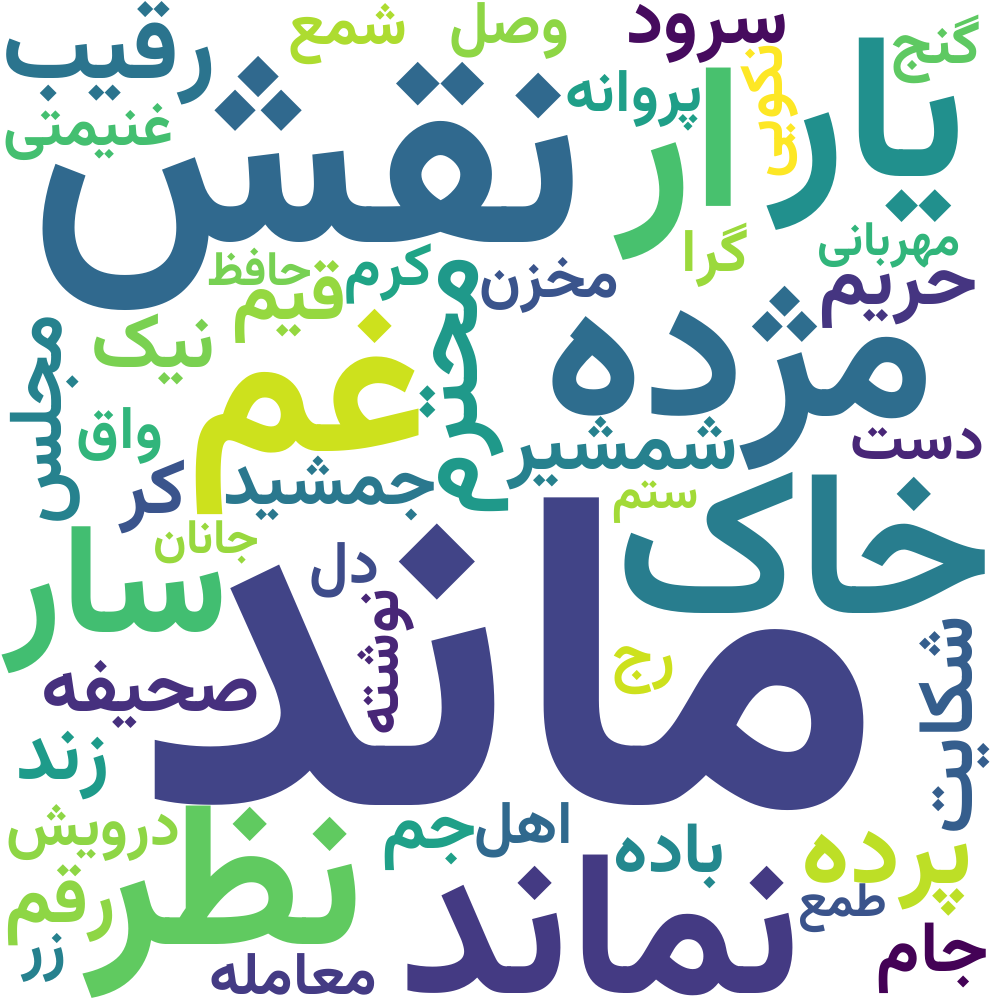 رقیب
شمع
وصل
سرود
گنج
یار
نکویی
پروانه
غنیمتی
نقش
ار
مهربانی
گرا
حافظ
کرم
مخزن
حریم
قیم
محترم
نیک
مجلس
غم
مژده
واق
شمشیر
دست
جمشید
کر
ستم
خاک
جانان
دل
سار
ماند
نوشته
رج
شکایت
صحیفه
زند
درویش
نظر
جم
اهل
باده
پرده
رقم
نماند
طمع
زر
معامله
جام